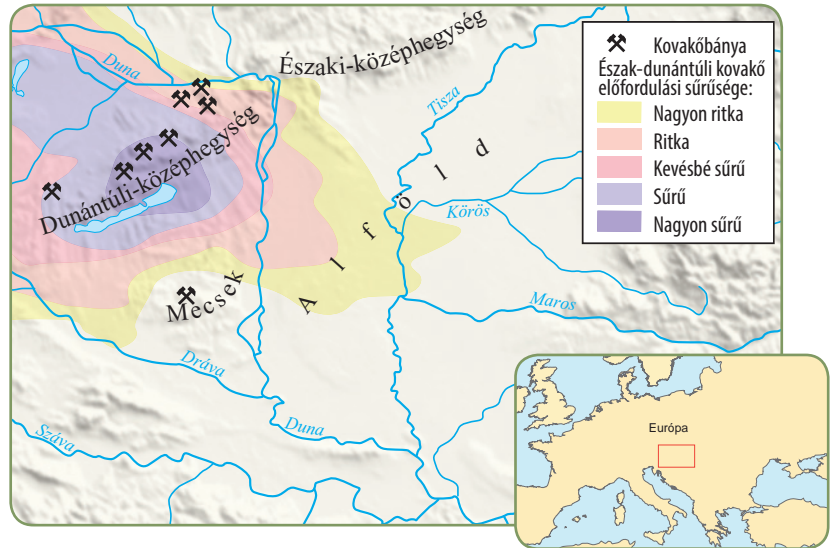 Északi-középhegység
Duna
Tisza
Dunántúli-középhegység
Alföld
Körös
Mecsek
Maros
Dráva
Duna
Száva
Kovakőbánya
Észak-dunántúli kovakő
előfordulási sűrűsége:
Nagyon ritka
Ritka
Kevésbé sűrű
Sűrű
Nagyon sűrű
Európa